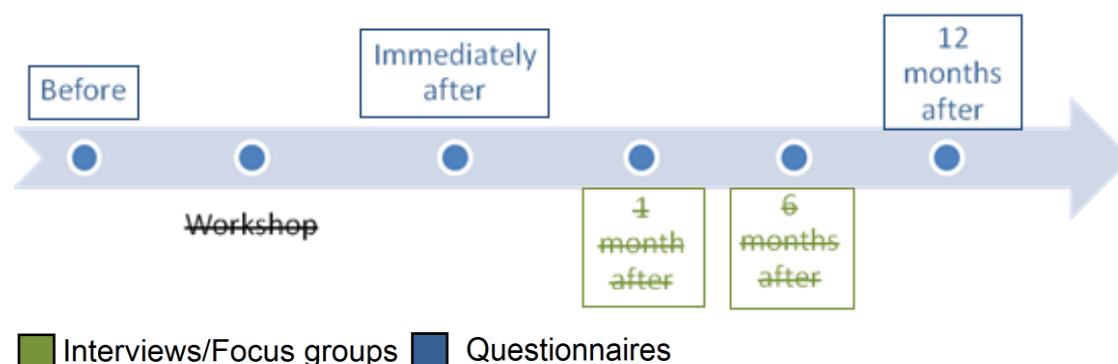 Before
Immediately
after
12
months
after
Workshop
1
month
after
6
months
after
Interviews/Focus groups
Questionnaires